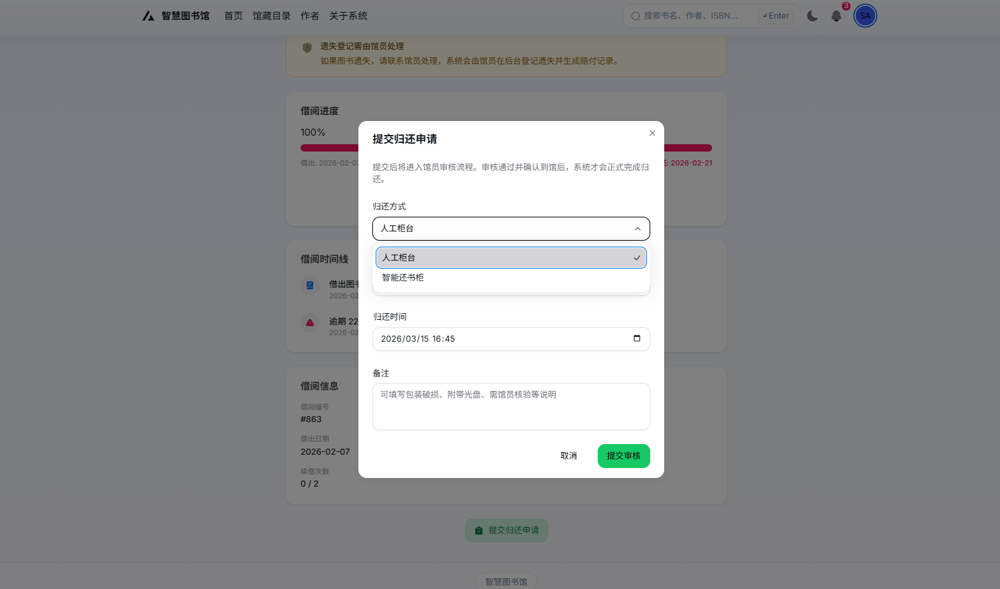 智慧图书馆
首页
馆藏目录
作者
关于系统
搜索书名、作者、ISBN...
↵Enter
3
SA
遗失登记需由馆员处理
如果图书遗失，请联系馆员处理，系统会由馆员在后台登记遗失并生成赔付记录。
借阅进度
100%
借出: 2026-02-07
: 2026-02-21
提交归还申请
提交后将进入馆员审核流程。审核通过并确认到馆后，系统才会正式完成归
还。
归还方式
人工柜台
人工柜台
智能还书柜
归还时间
2026/03/15 16:45
备注
可填写包装破损、附带光盘、需馆员核验等说明
取消
提交审核
借阅时间线
借出图书
2026-02
逾期 22
2026-02
借阅信息
借阅编号
#863
借出日期
2026-02-07
续借次数
0 / 2
提交归还申请
智慧图书馆